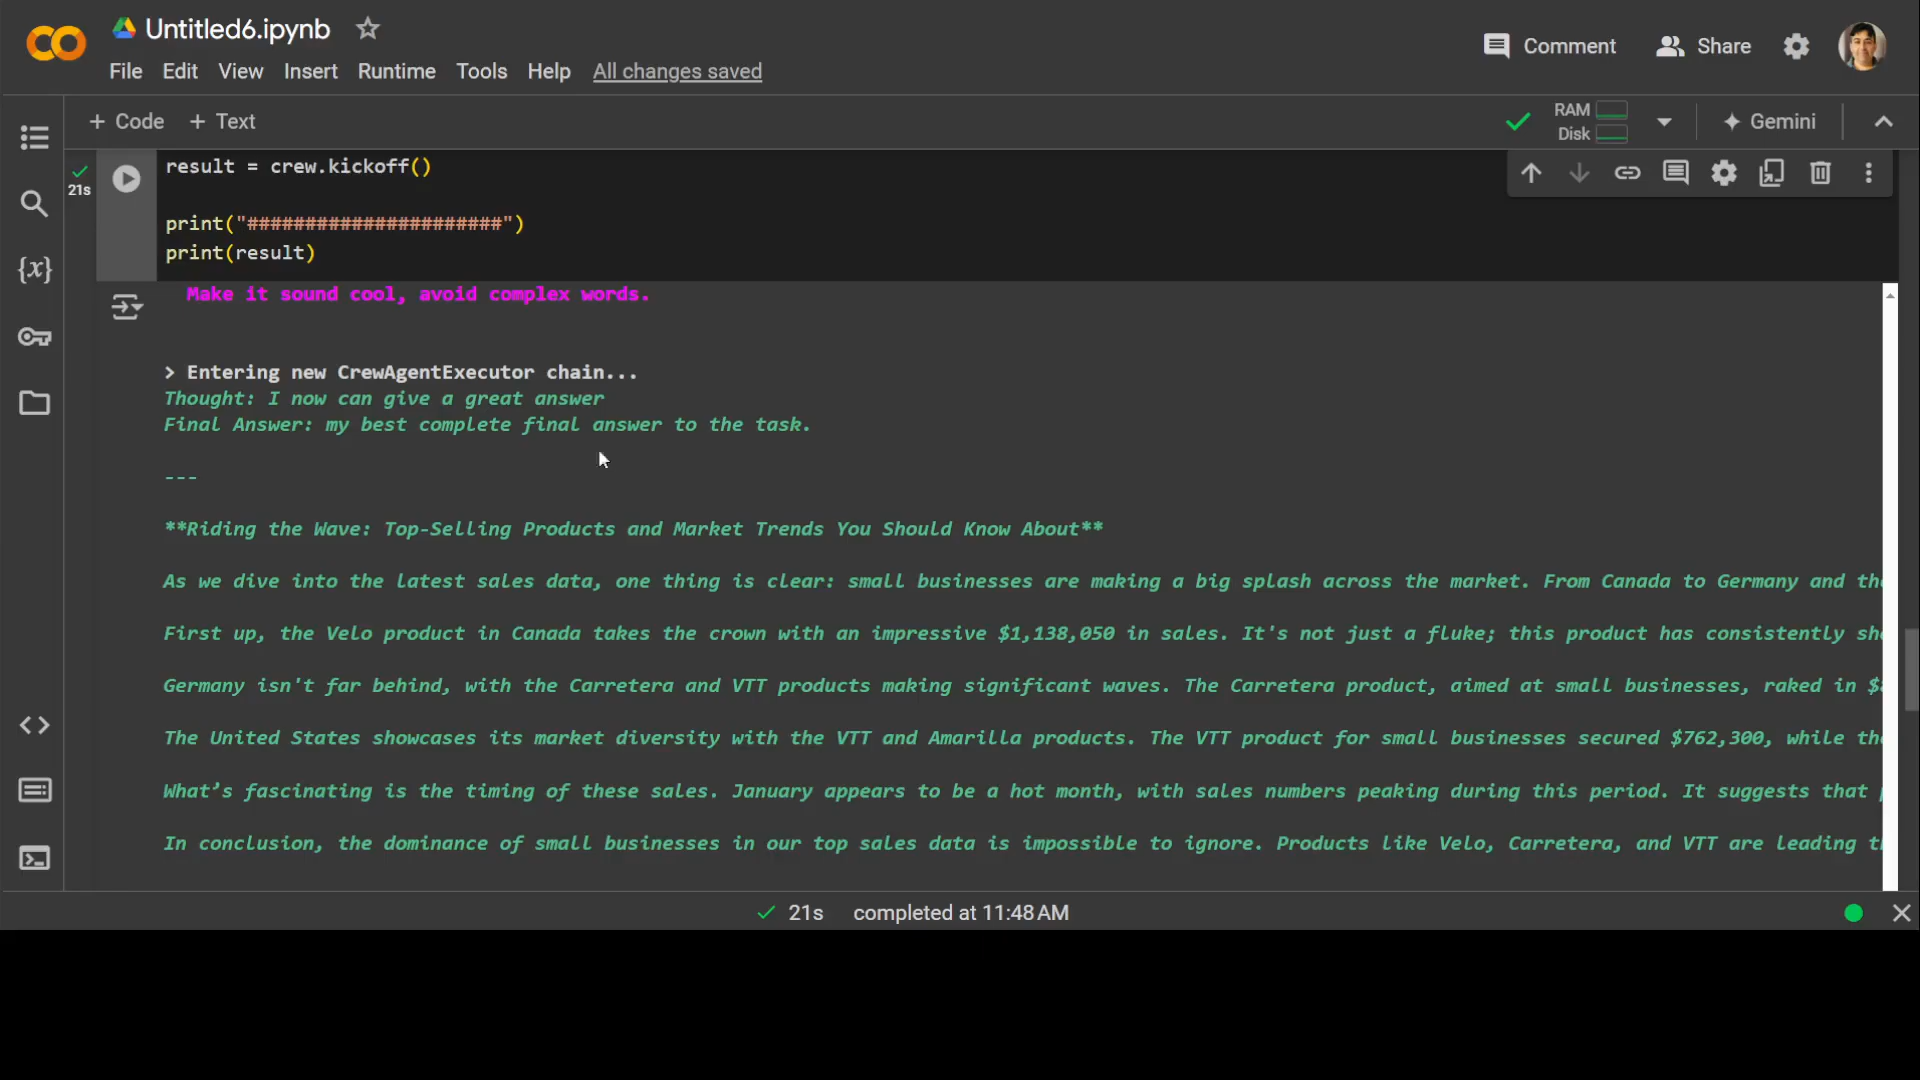 Untitled6.ipynb
Comment
Share
File Edit View Insert Runtime Tools Help All changes saved
+ Code + Text
RAM
Disk
Gemini
21s
result = crew.kickoff()
print("######################")
print(result)
{x}
Make it sound cool, avoid complex words.
> Entering new CrewAgentExecutor chain...
Thought: I now can give a great answer
Final Answer: my best complete final answer to the task.
---
**Riding the Wave: Top-Selling Products and Market Trends You Should Know About**
As we dive into the latest sales data, one thing is clear: small businesses are making a big splash across the market. From Canada to Germany and
First up, the Velo product in Canada takes the crown with an impressive $1,138,050 in sales. It's not just a fluke; this product has consistently
Germany isn't far behind, with the Carretera and VTT products making significant waves. The Carretera product, aimed at small businesses, raked in
The United States showcases its market diversity with the VTT and Amarilla products. The VTT product for small businesses secured $762,300, while
What’s fascinating is the timing of these sales. January appears to be a hot month, with sales numbers peaking during this period. It suggests that
In conclusion, the dominance of small businesses in our top sales data is impossible to ignore. Products like Velo, Carretera, and VTT are leading
21s completed at 11:48 AM